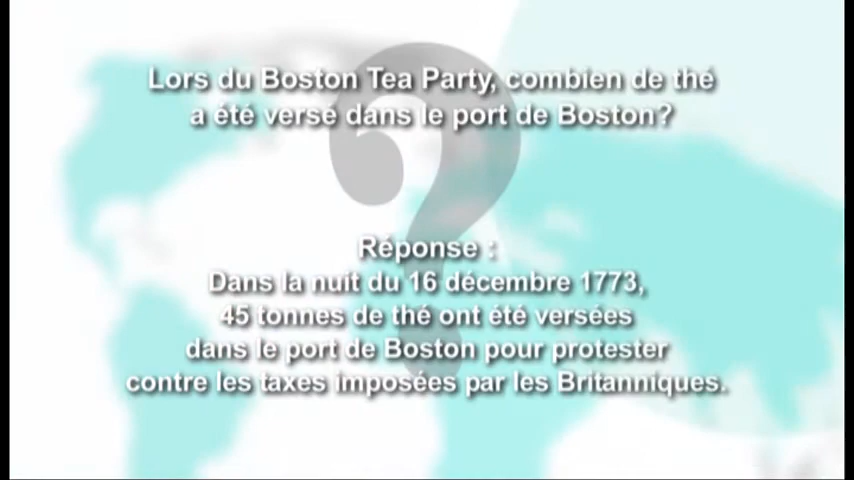 Lors du Boston Tea Party, combien de thé
a été versé dans le port de Boston?
Réponse :
Dans la nuit du 16 décembre 1773,
45 tonnes de thé ont été versées
dans le port de Boston pour protester
contre les taxes imposées par les Britanniques.